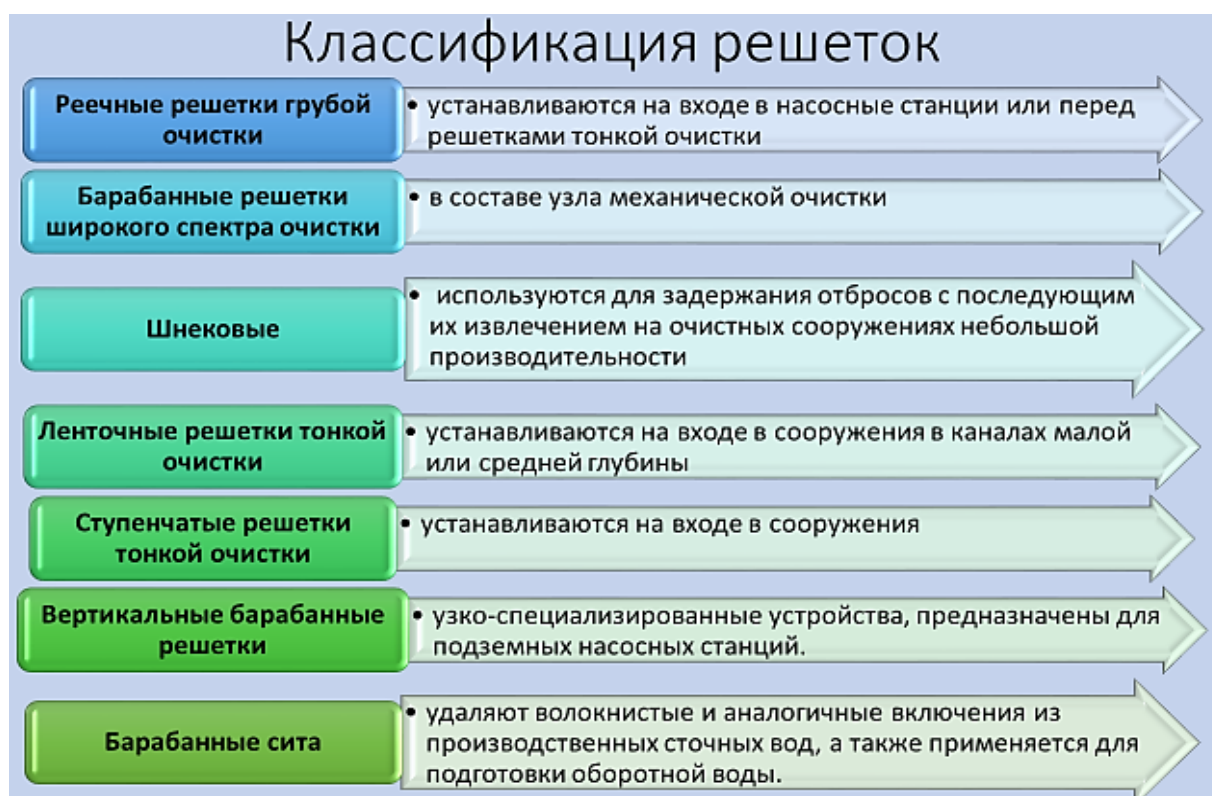 Классификация решеток
Реечные решетки грубой
очистки
• устанавливаются на входе в насосные станции или перед
решетками тонкой очистки
Барабанные решетки
широкого спектра очистки
• в составе узла механической очистки
Шнековые
• используются для задержания отбросов с последующим
их извлечением на очистных сооружениях небольшой
производительности
Ленточные решетки тонкой
очистки
• устанавливаются на входе в сооружения в каналах малой
или средней глубины
Ступенчатые решетки
тонкой очистки
• устанавливаются на входе в сооружения
Вертикальные барабанные
решетки
• узко-специализированные устройства, предназначены для
подземных насосных станций.
Барабанные сита
• удаляют волокнистые и аналогичные включения из
производственных сточных вод, а также применяется для
подготовки оборотной воды.